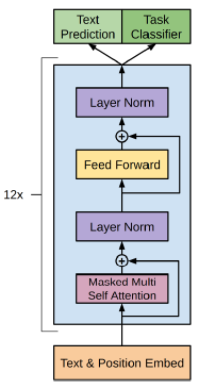 Text
Prediction
Task
Classifier
Layer Norm
Feed Forward
12x
Layer Norm
Masked Multi
Self Attention
Text & Position Embed